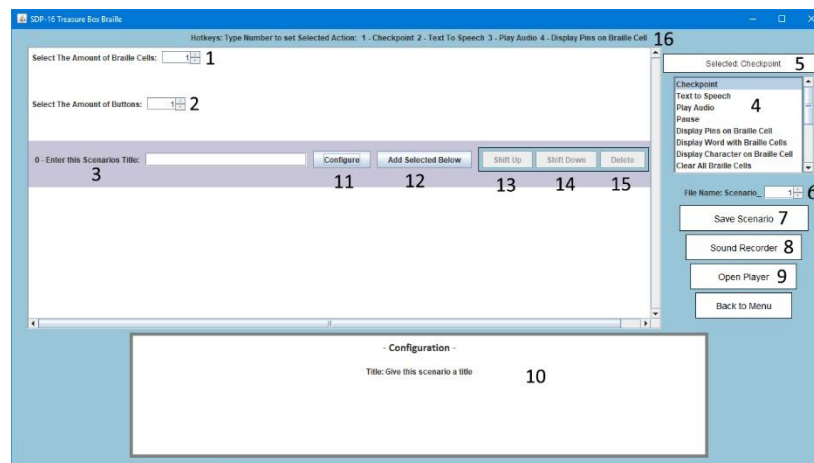 SDP-16 Treasure Box Braille
Hotkeys: Type Number to set Selected Action: 1 - Checkpoint 2 - Text To Speech 3 - Play Audio 4 - Display Pins on Braille Cell 16
Select The Amount of Braille Cells: 1 1
Select The Amount of Buttons: 1 2
0 - Enter this Scenarios Title: Configure Add Selected Below Shift Up Shift Down Delete
3 11 12 13 14 15
Selected: Checkpoint 5
Checkpoint
Text to Speech
Play Audio 4
Pause
Display Pins on Braille Cell
Display Word with Braille Cells
Display Character on Braille Cell
Clear All Braille Cells
File Name: Scenario_ 1 6
Save Scenario 7
Sound Recorder 8
Open Player 9
Back to Menu
- Configuration -
Title: Give this scenario a title 10